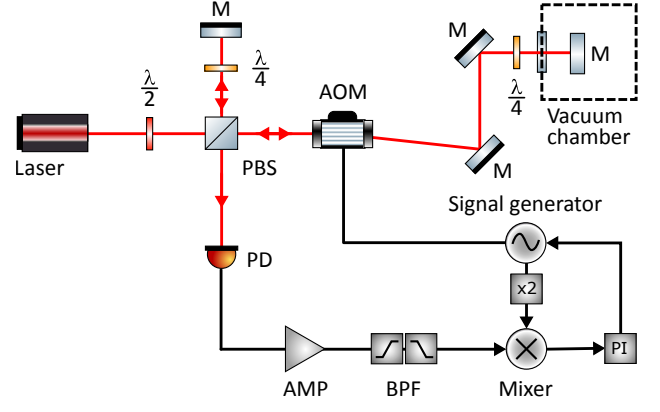 M
λ
4
λ
2
AOM
M
λ
4
M
Vacuum
chamber
Laser
PBS
M
Signal generator
PD
x2
PI
AMP
BPF
Mixer